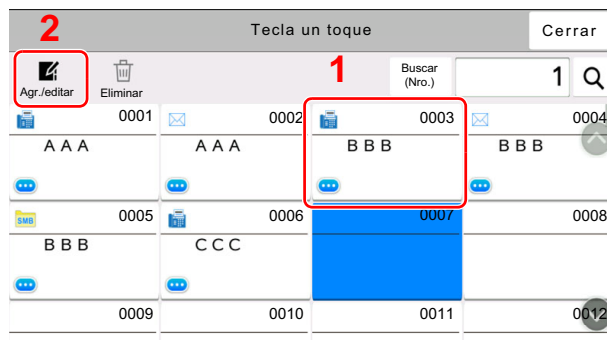 2
Tecla un toque
Cerrar
Agr./editar
Eliminar
1
Buscar
(Nro.)
1
0001
0002
0003
0004
A A A
A A A
B B B
B B B
SMB
0005
0006
0007
0008
B B B
C C C
0009
0010
0011
0012